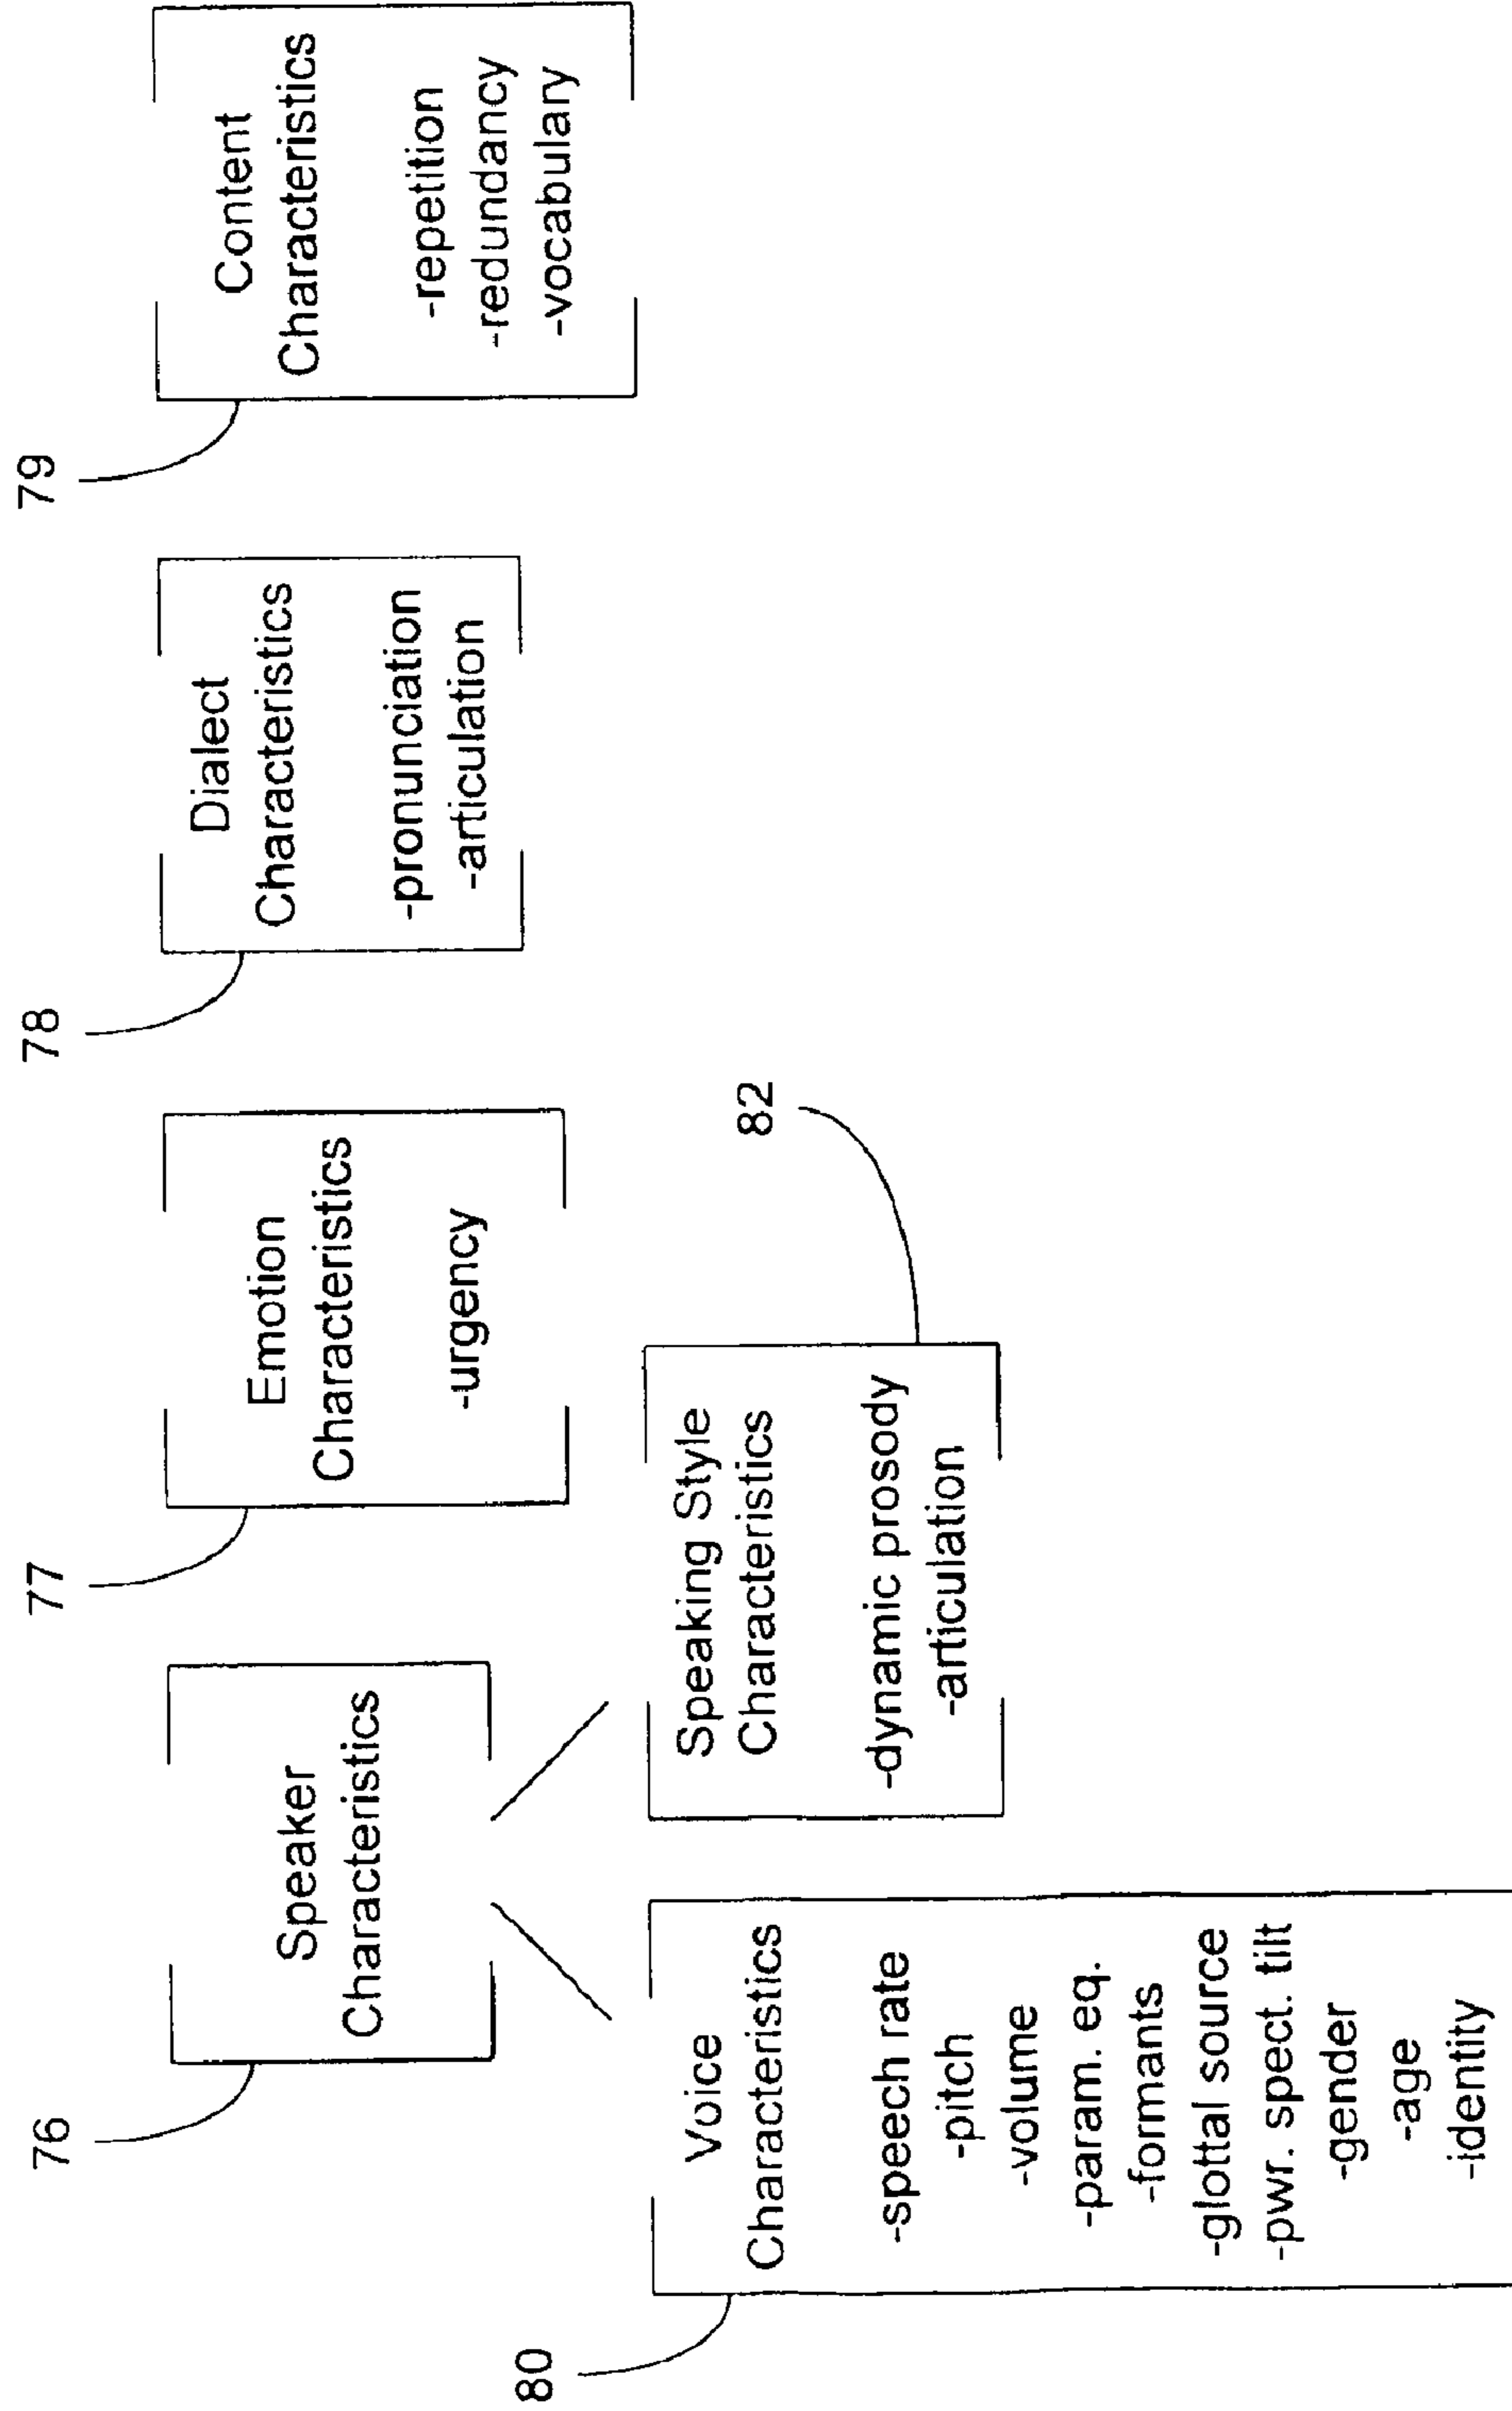 76
Speaker
Characteristics
77
Emotion
Characteristics
-urgency
78
Dialect
Characteristics
-pronunciation
-articulation
79
Content
Characteristics
-repetition
-redundancy
-vocabulary
80
Voice
Characteristics
-speech rate
-pitch
-volume
-param. eq.
-formants
-glottal source
-pwr. spect. tilt
-gender
-age
-identity
82
Speaking Style
Characteristics
-dynamic prosody
-articulation